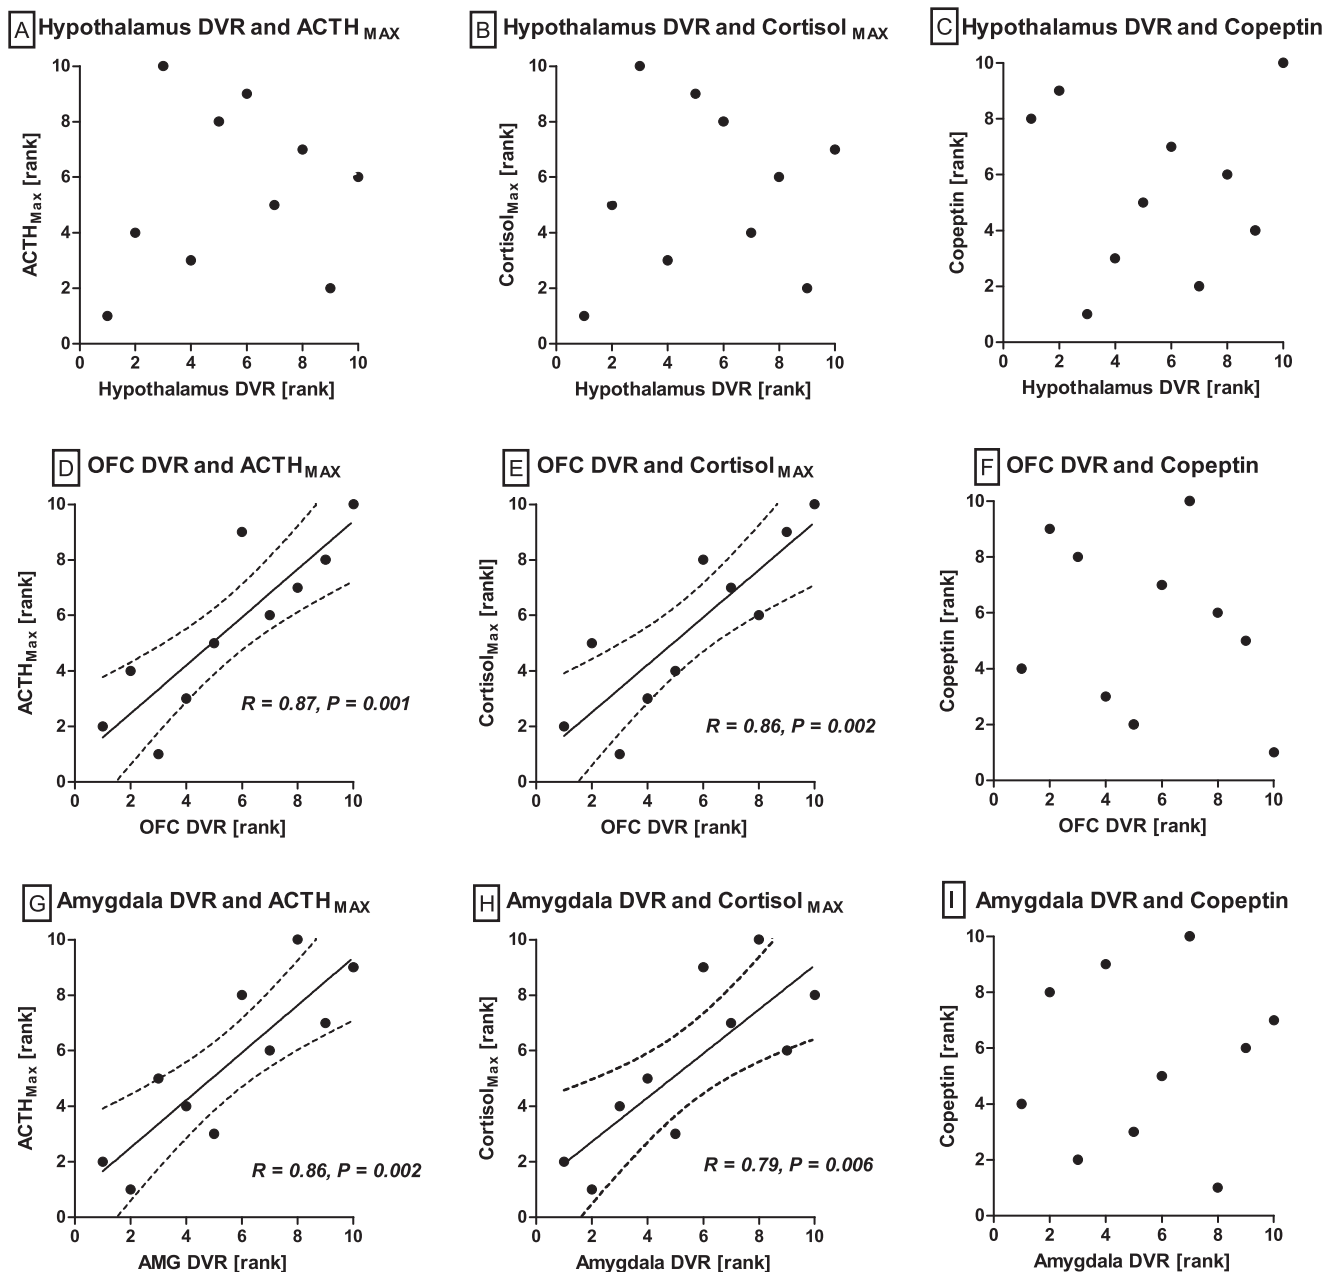 A Hypothalamus DVR and ACTH MAX
10
8
6
4
2
0
ACTHMax [rank]
0 2 4 6 8 10
Hypothalamus DVR [rank]
B Hypothalamus DVR and Cortisol MAX
10
8
6
4
2
0
CortisolMax [rank]
0 2 4 6 8 10
Hypothalamus DVR [rank]
C Hypothalamus DVR and Copeptin
10
8
6
4
2
0
Copeptin [rank]
0 2 4 6 8 10
Hypothalamus DVR [rank]
D OFC DVR and ACTHMAX
10
8
6
4
2
0
ACTHMax [rank]
R = 0.87, P = 0.001
0 2 4 6 8 10
OFC DVR [rank]
E OFC DVR and CortisolMAX
10
8
6
4
2
0
CortisolMax [rankl]
R = 0.86, P = 0.002
0 2 4 6 8 10
OFC DVR [rank]
F OFC DVR and Copeptin
10
8
6
4
2
0
Copeptin [rank]
0 2 4 6 8 10
OFC DVR [rank]
G Amygdala DVR and ACTHMAX
10
8
6
4
2
0
ACTHMax [rank]
R = 0.86, P = 0.002
0 2 4 6 8 10
AMG DVR [rank]
H Amygdala DVR and Cortisol MAX
10
8
6
4
2
0
CortisolMax [rank]
R = 0.79, P = 0.006
0 2 4 6 8 10
Amygdala DVR [rank]
I Amygdala DVR and Copeptin
10
8
6
4
2
0
Copeptin [rank]
0 2 4 6 8 10
Amygdala DVR [rank]